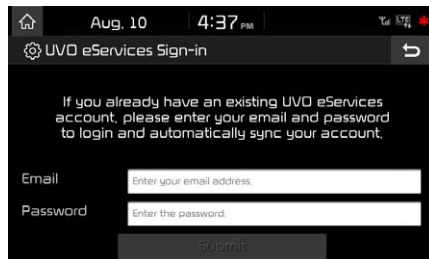 Aug. 10 4:37 PM LTE
UVO eServices Sign-in
If you already have an existing UVO eServices
account, please enter your email and password
to login and automatically sync your account.
Email Enter your email address.
Password Enter the password.
Submit